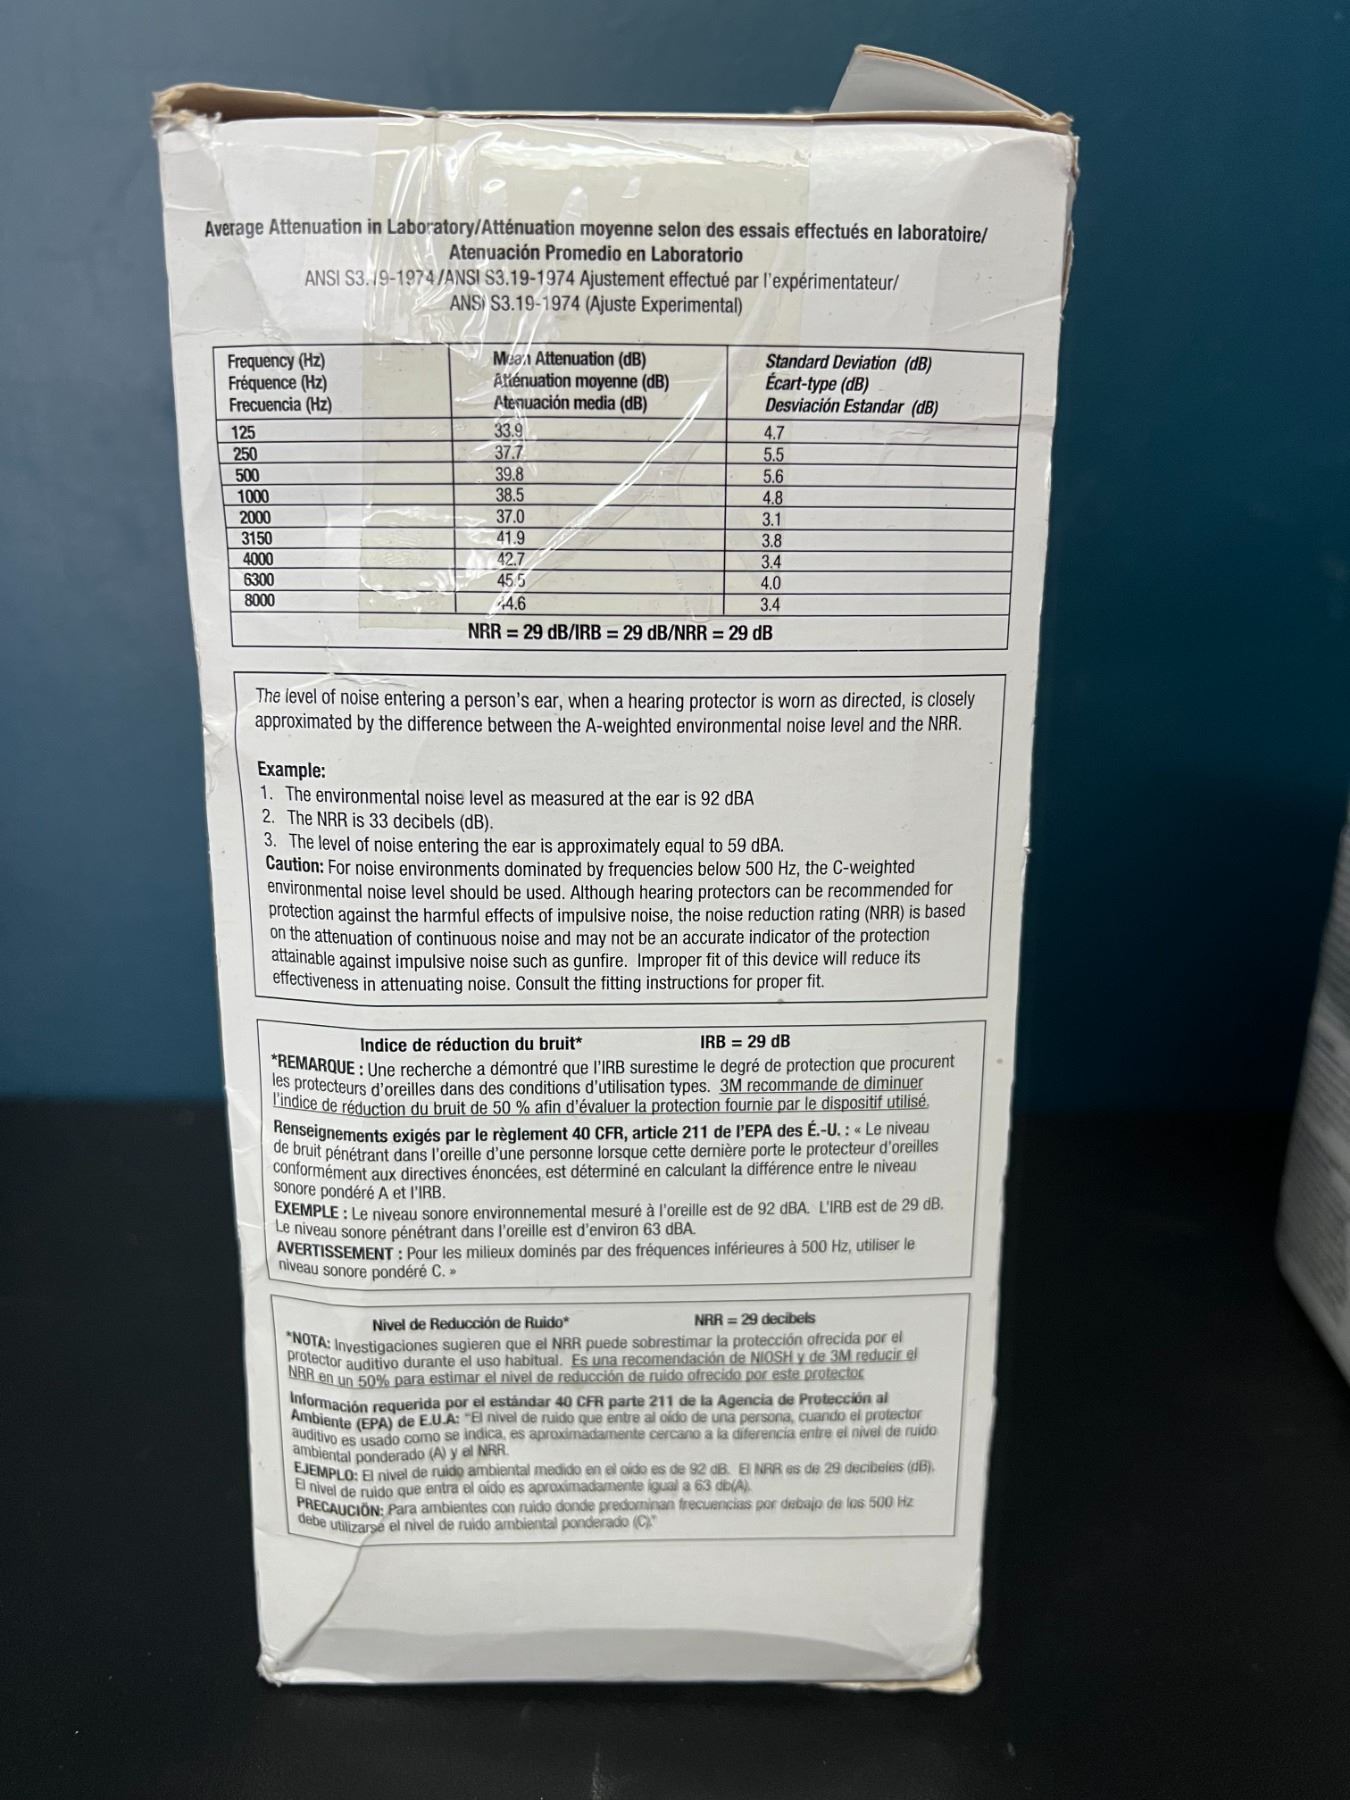 Average Attenuation in Laboratory/Atténuation moyenne selon des essais effectués en laboratoire/
Atenuación Promedio en Laboratorio
ANSI S3.19-1974/ANSI S3.19-1974 Ajustement effectué par l'expérimentateur/
ANSI S3.19-1974 (Ajuste Experimental)
Frequency (Hz) Mean Attenuation (dB) Standard Deviation (dB)
Fréquence (Hz) Atténuation moyenne (dB) Écart-type (dB)
Frecuencia (Hz) Atenuación media (dB) Desviación Estandar (dB)
125 33.9 4.7
250 37.7 5.5
500 39.8 5.6
1000 38.5 4.8
2000 37.0 3.1
3150 41.9 3.8
4000 42.7 3.4
6300 45.5 4.0
8000 44.6 3.4
NRR = 29 dB/IRB = 29 dB/NRR = 29 dB
The level of noise entering a person's ear, when a hearing protector is worn as directed, is closely
approximated by the difference between the A-weighted environmental noise level and the NRR.
Example:
1. The environmental noise level as measured at the ear is 92 dBA
2. The NRR is 33 decibels (dB).
3. The level of noise entering the ear is approximately equal to 59 dBA.
Caution: For noise environments dominated by frequencies below 500 Hz, the C-weighted
environmental noise level should be used. Although hearing protectors can be recommended for
protection against the harmful effects of impulsive noise, the noise reduction rating (NRR) is based
on the attenuation of continuous noise and may not be an accurate indicator of the protection
attainable against impulsive noise such as gunfire. Improper fit of this device will reduce its
effectiveness in attenuating noise. Consult the fitting instructions for proper fit.
Indice de réduction du bruit* IRB = 29 dB
*REMARQUE : Une recherche a démontré que l'IRB surestime le degré de protection que procurent
les protecteurs d'oreilles dans des conditions d'utilisation types. 3M recommande de diminuer
l'indice de réduction du bruit de 50 % afin d'évaluer la protection fournie par le dispositif utilisé.
Renseignements exigés par le règlement 40 CFR, article 211 de l'EPA des É.-U. : « Le niveau
de bruit pénétrant dans l'oreille d'une personne lorsque cette dernière porte le protecteur d'oreilles
conformément aux directives énoncées, est déterminé en calculant la différence entre le niveau
sonore pondéré A et l'IRB.
EXEMPLE : Le niveau sonore environnemental mesuré à l'oreille est de 92 dBA. L'IRB est de 29 dB.
Le niveau sonore pénétrant dans l'oreille est d'environ 63 dBA.
AVERTISSEMENT : Pour les milieux dominés par des fréquences inférieures à 500 Hz, utiliser le
niveau sonore pondéré C. »
Nivel de Reducción de Ruido* NRR = 29 decibels
*NOTA: Investigaciones sugieren que el NRR puede sobrestimar la protección ofrecida por el
protector auditivo durante el uso habitual. Es una recomendación de NIOSH y de 3M reducir el
NRR en un 50% para estimar el nivel de reducción de ruido ofrecido por este protector
Información requerida por el estándar 40 CFR parte 211 de la Agencia de Protección al
Ambiente (EPA) de E.U.A: "El nivel de ruido que entre al oído de una persona, cuando el protector
auditivo es usado como se indica, es aproximadamente cercano a la diferencia entre el nivel de ruido
ambiental ponderado (A) y el NRR.
EJEMPLO: El nivel de ruido ambiental medido en el oído es de 92 dB. El NRR es de 29 decibeles (dB).
El nivel de ruido que entra el oído es aproximadamente igual a 63 db(A).
PRECAUCIÓN: Para ambientes con ruido donde predominan frecuencias por debajo de los 500 Hz
debe utilizarse el nivel de ruido ambiental ponderado (C)."